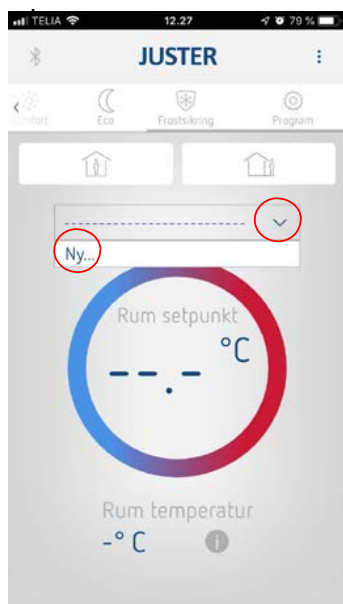 TELIA 12.27 79 %
JUSTER
omfort Eco Frostsikring Program
Ny...
Rum setpunkt
--.- °C
Rum temperatur
-° C